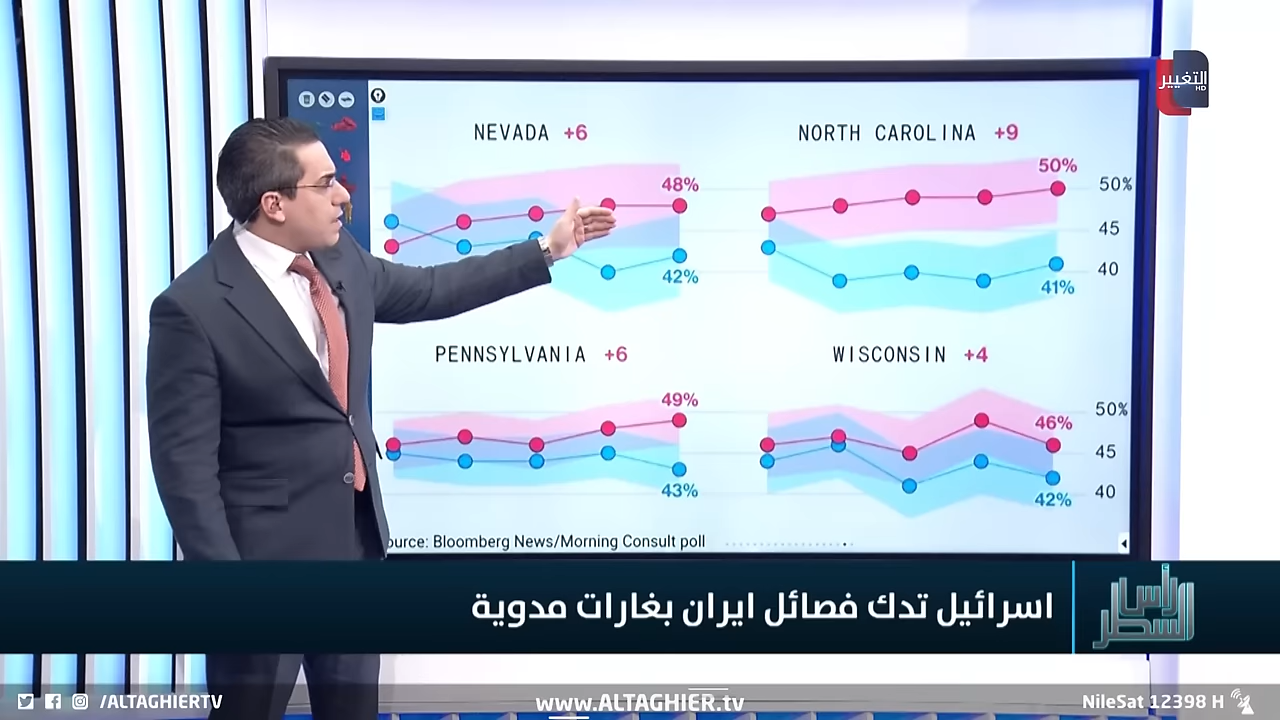 التغيير
HD
NEVADA +6
48%
42%
NORTH CAROLINA +9
50%
50%
45
40
41%
PENNSYLVANIA +6
49%
43%
WISCONSIN +4
50%
46%
45
40
42%
ource: Bloomberg News/Morning Consult poll
رأس السطر
اسرائيل تدك فصائل ايران بغارات مدوية
/ALTAGHIERTV
www.ALTAGHIER.tv
NileSat 12398 H